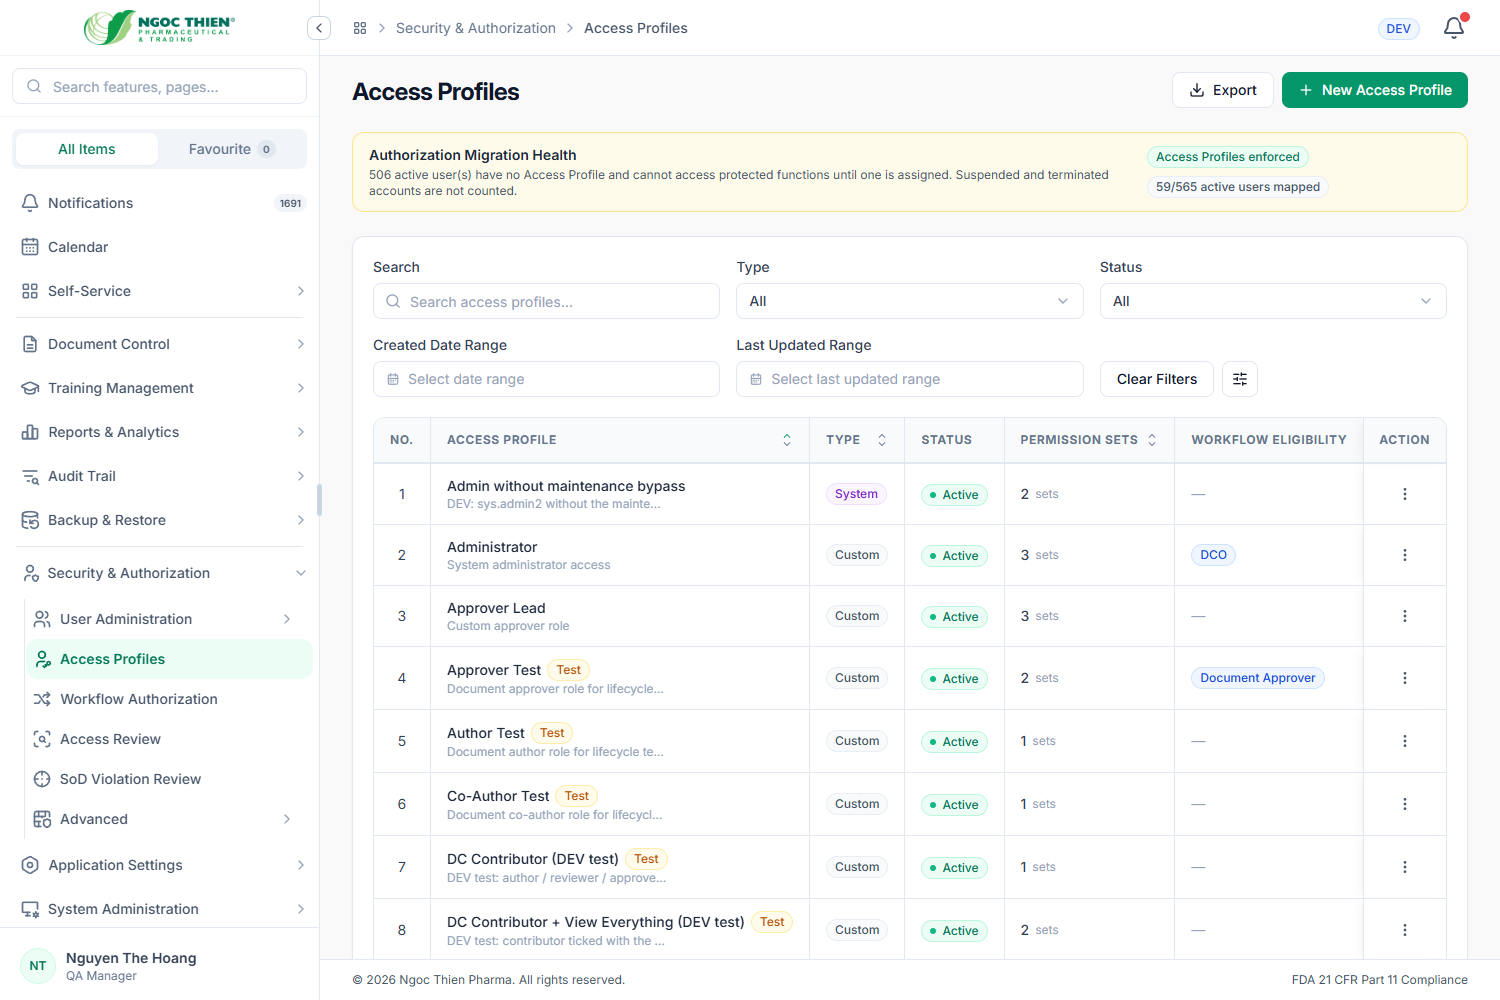 NGOC THIEN®
PHARMACEUTICAL
& TRADING
Search features, pages...
All Items
Favourite 0
Notifications 1691
Calendar
Self-Service
Document Control
Training Management
Reports & Analytics
Audit Trail
Backup & Restore
Security & Authorization
User Administration
Access Profiles
Workflow Authorization
Access Review
SoD Violation Review
Advanced
Application Settings
System Administration
NT
Nguyen The Hoang
QA Manager
Security & Authorization > Access Profiles
DEV
Access Profiles
Export
+ New Access Profile
Authorization Migration Health
506 active user(s) have no Access Profile and cannot access protected functions until one is assigned. Suspended and terminated
accounts are not counted.
Access Profiles enforced
59/565 active users mapped
Search
Type
Status
Search access profiles...
All
All
Created Date Range
Last Updated Range
Select date range
Select last updated range
Clear Filters
NO. ACCESS PROFILE TYPE STATUS PERMISSION SETS WORKFLOW ELIGIBILITY ACTION
1 Admin without maintenance bypass System Active 2 sets —
DEV: sys.admin2 without the mainte...
2 Administrator Custom Active 3 sets DCO
System administrator access
3 Approver Lead Custom Active 3 sets —
Custom approver role
4 Approver Test Test Custom Active 2 sets Document Approver
Document approver role for lifecycle...
5 Author Test Test Custom Active 1 sets —
Document author role for lifecycle te...
6 Co-Author Test Test Custom Active 1 sets —
Document co-author role for lifecycl...
7 DC Contributor (DEV test) Test Custom Active 1 sets —
DEV test: author / reviewer / approve...
8 DC Contributor + View Everything (DEV test) Test Custom Active 2 sets —
DEV test: contributor ticked with the ...
© 2026 Ngoc Thien Pharma. All rights reserved.
FDA 21 CFR Part 11 Compliance